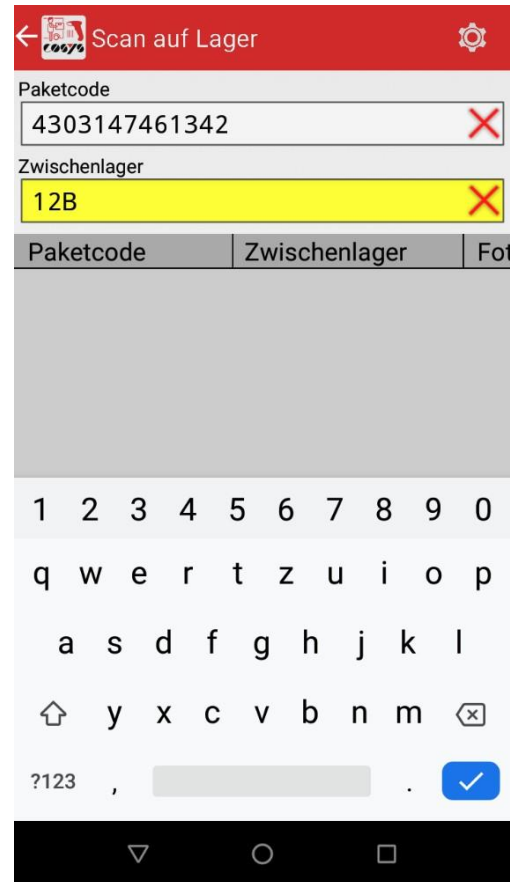 COSYS Scan auf Lager
Paketcode
4303147461342
Zwischenlager
12B
Paketcode Zwischenlager Fot
1 2 3 4 5 6 7 8 9 0
q w e r t z u i o p
a s d f g h j k l
y x c v b n m
?123 , .